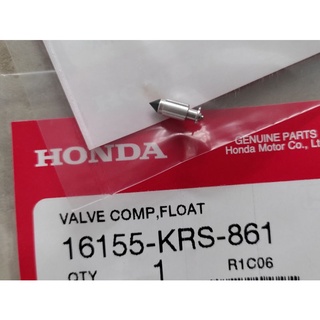 HONDA
GENUINE PARTS
Honda Motor Co., Lt
VALVE COMP,FLOAT
16155-KRS-861
QTY 1 R1C06